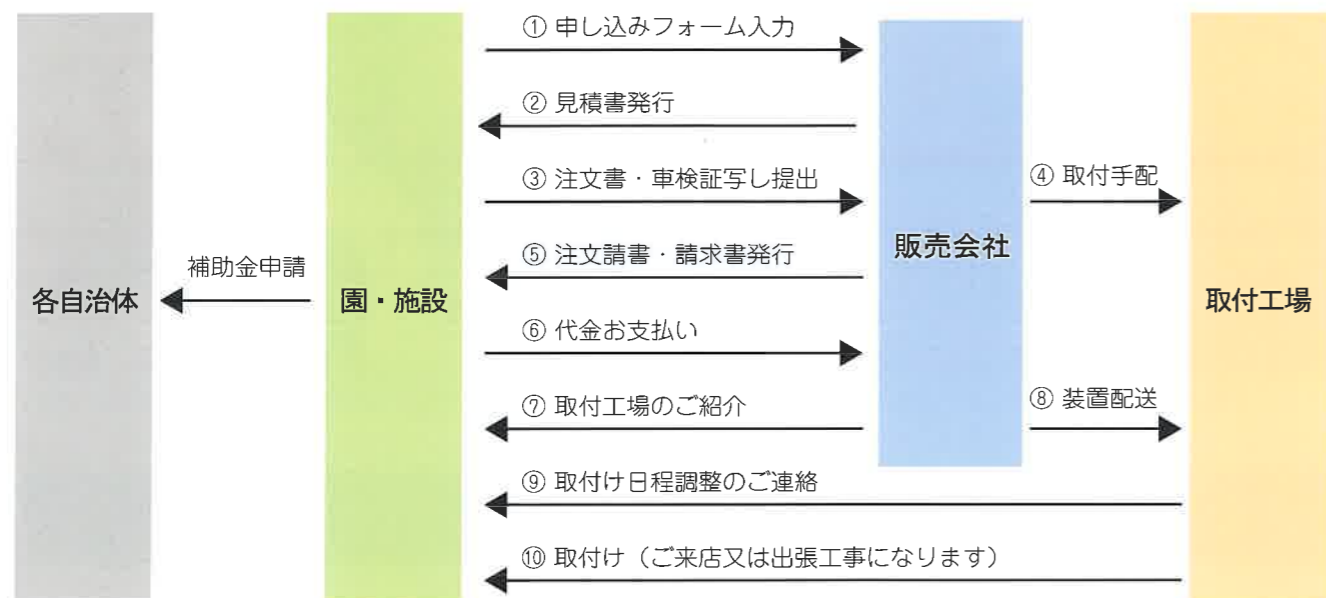 ① 申し込みフォーム入力
② 見積書発行
③ 注文書・車検証写し提出
④ 取付手配
販売会社
⑤ 注文請書・請求書発行
補助金申請
各自治体
園・施設
取付工場
⑥ 代金お支払い
⑦ 取付工場のご紹介
⑧ 装置配送
⑨ 取付け日程調整のご連絡
⑩ 取付け（ご来店又は出張工事になります）